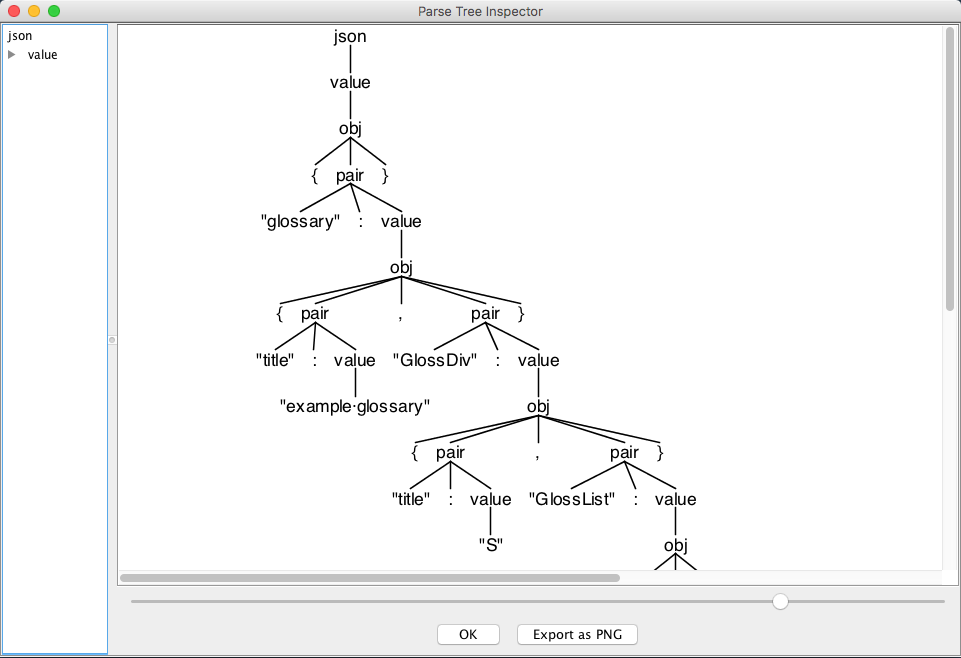 Parse Tree Inspector
json
value
json
value
obj
{ pair }
"glossary" : value
obj
{ pair , pair }
"title" : value "GlossDiv" : value
"example·glossary" obj
{ pair , pair }
"title" : value "GlossList" : value
"S" obj
OK Export as PNG